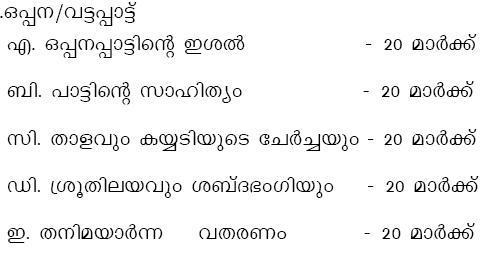 .ഒപ്പന/വട്ടപ്പാട്ട്
എ. ഒപ്പനപ്പാട്ടിന്റെ ഇശൽ - 20 മാർക്ക്
ബി. പാട്ടിന്റെ സാഹിത്യം - 20 മാർക്ക്
സി. താളവും കയ്യടിയുടെ ചേർച്ചയും - 20 മാർക്ക്
ഡി. ശ്രൂതിലയവും ശബ്ദഭംഗിയും - 20 മാർക്ക്
ഇ. തനിമയാർന്ന വതരണം - 20 മാർക്ക്